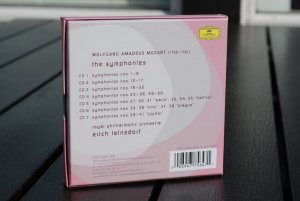 WOLFGANG AMADEUS MOZART (1756-1791)
the symphonies
CD 1 symphonies nos. 1-9
CD 2 symphonies nos. 10-17
CD 3 symphonies nos. 18-22
CD 4 symphonies nos. 23-26, 28-29
CD 5 symphonies nos. 27, 30, 31 "paris", 32, 34, 35 "haffner"
CD 6 symphonies nos. 33, 36 "linz", 37, 38 "prague"
CD 7 symphonies nos. 39-41 "jupiter"
royal philharmonic orchestra
erich leinsdorf